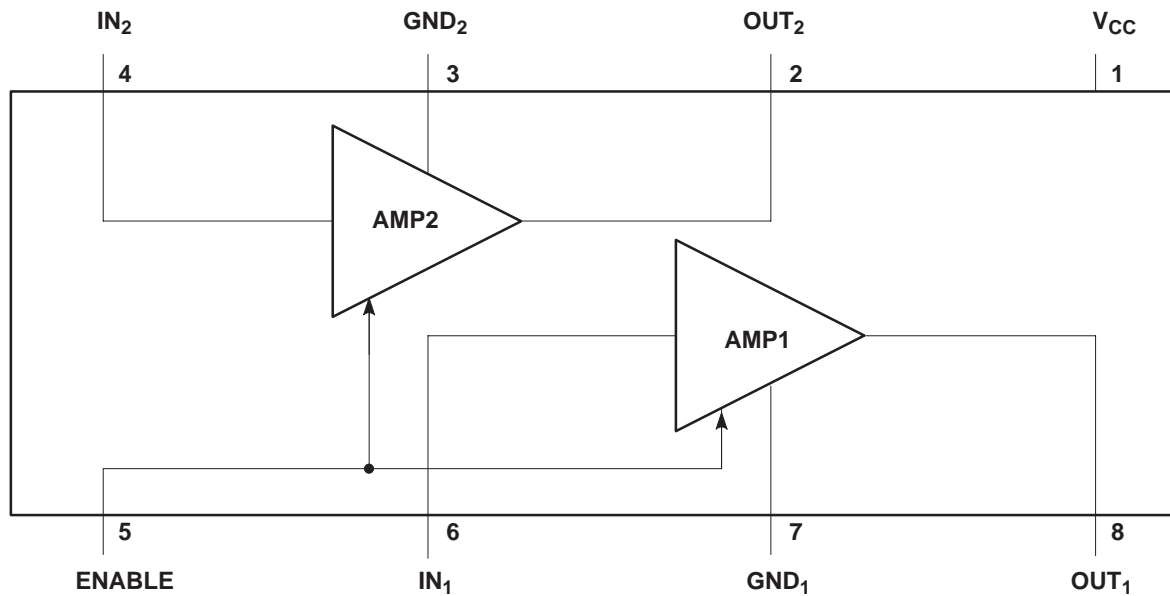 IN2 GND2 OUT2 VCC
4 3 2 1
AMP2
AMP1
5 6 7 8
ENABLE IN1 GND1 OUT1